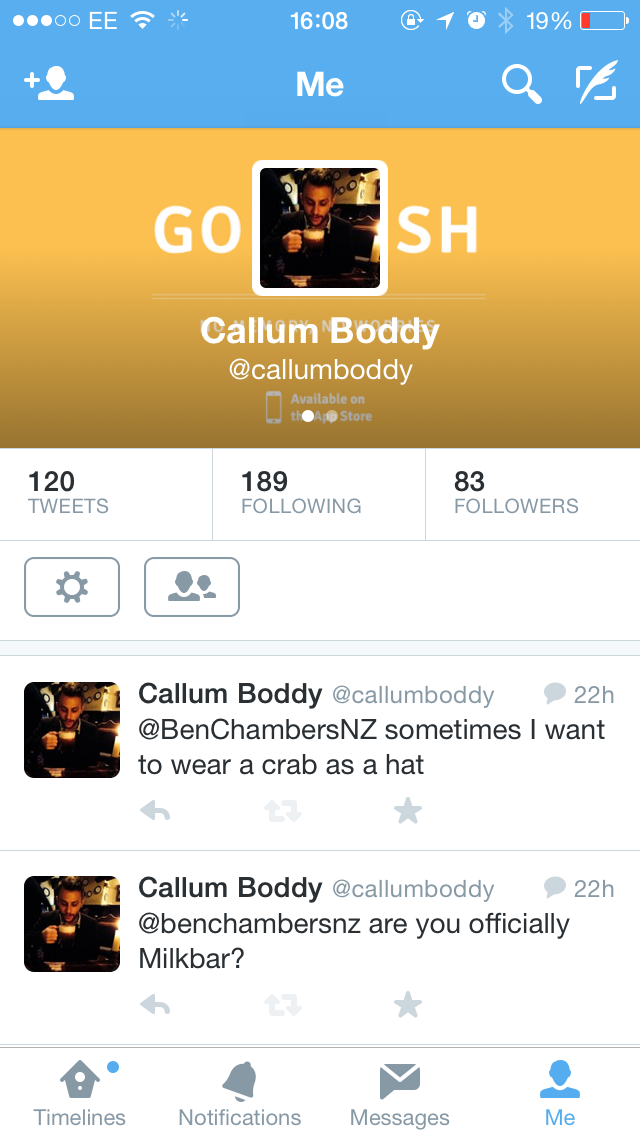 EE 16:08 19%
Me
GO SH
Callum Boddy
@callumboddy
Available on
the App Store
120 189 83
TWEETS FOLLOWING FOLLOWERS
Callum Boddy @callumboddy 22h
@BenChambersNZ sometimes I want
to wear a crab as a hat
Callum Boddy @callumboddy 22h
@benchambersnz are you officially
Milkbar?
Timelines Notifications Messages Me